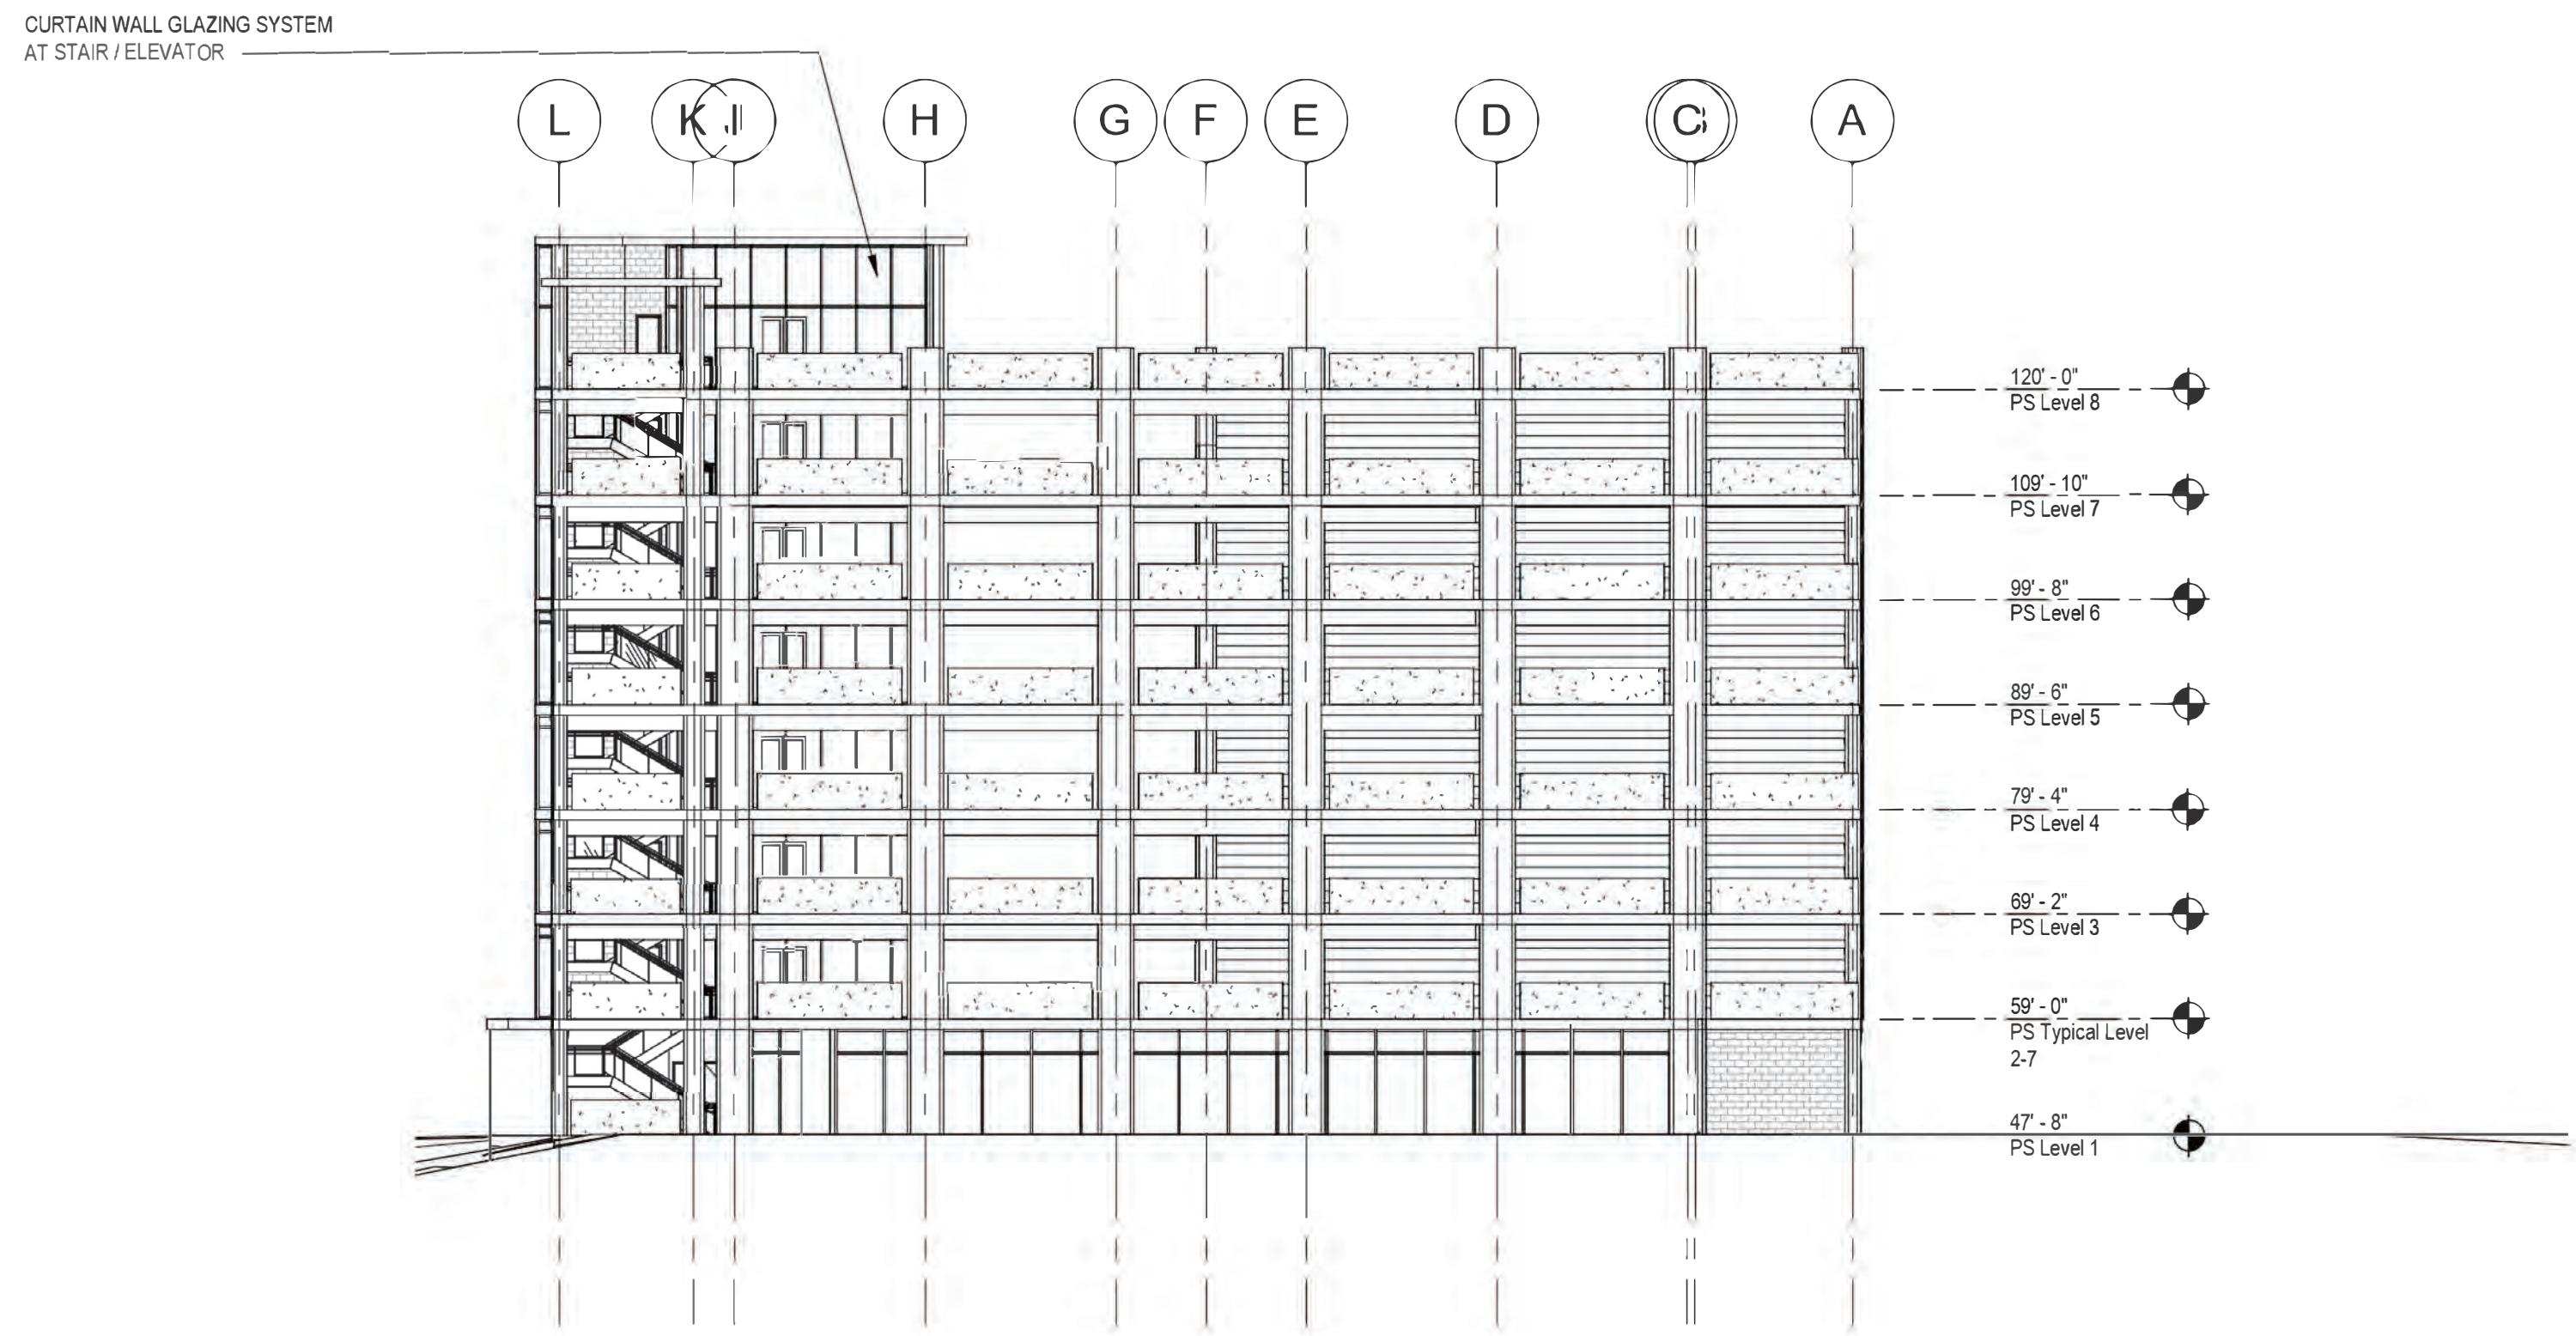 CURTAIN WALL GLAZING SYSTEM
AT STAIR / ELEVATOR
L
K
H
G
F
E
D
C
A
120' - 0"
PS Level 8
109' - 10"
PS Level 7
99' - 8"
PS Level 6
89' - 6"
PS Level 5
79' - 4"
PS Level 4
69' - 2"
PS Level 3
59' - 0"
PS Typical Level
2-7
47' - 8"
PS Level 1